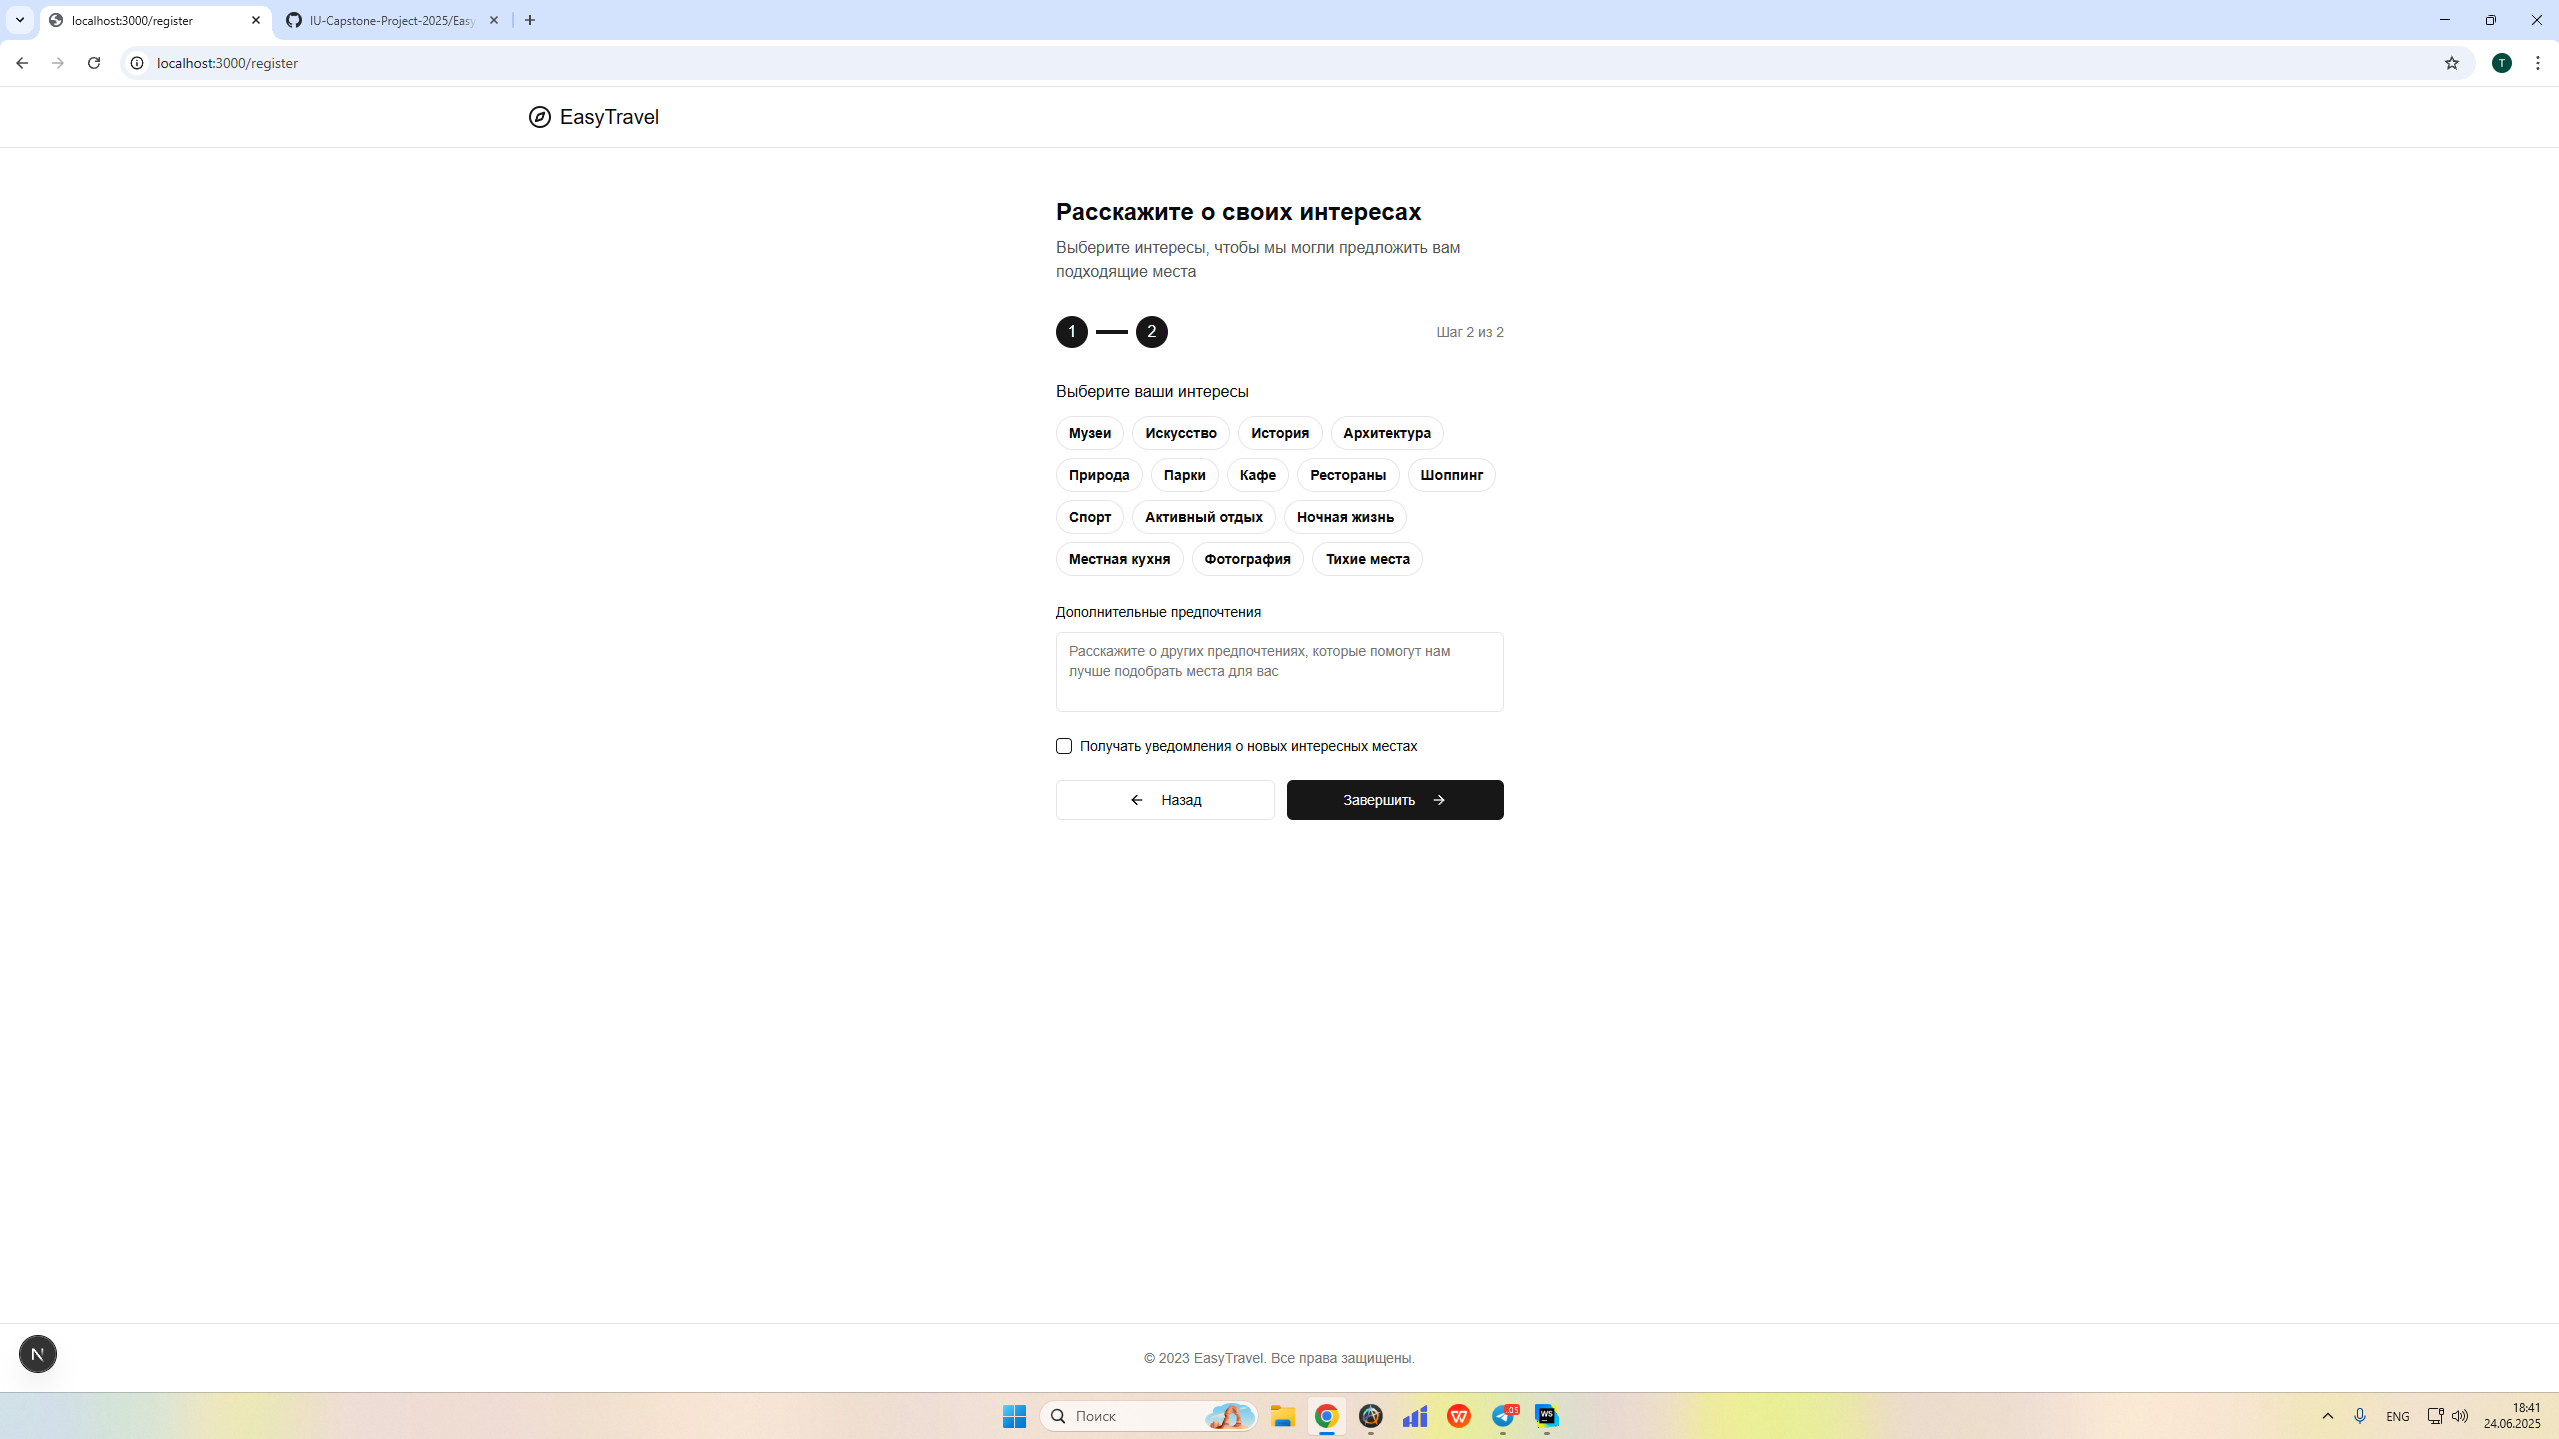 localhost:3000/register
IU-Capstone-Project-2025/Easy
localhost:3000/register
T
EasyTravel
Расскажите о своих интересах
Выберите интересы, чтобы мы могли предложить вам
подходящие места
1 2 Шаг 2 из 2
Выберите ваши интересы
Музеи Искусство История Архитектура
Природа Парки Кафе Рестораны Шоппинг
Спорт Активный отдых Ночная жизнь
Местная кухня Фотография Тихие места
Дополнительные предпочтения
Расскажите о других предпочтениях, которые помогут нам
лучше подобрать места для вас
Получать уведомления о новых интересных местах
Назад Завершить
N
© 2023 EasyTravel. Все права защищены.
Поиск
WS
ENG
18:41
24.06.2025